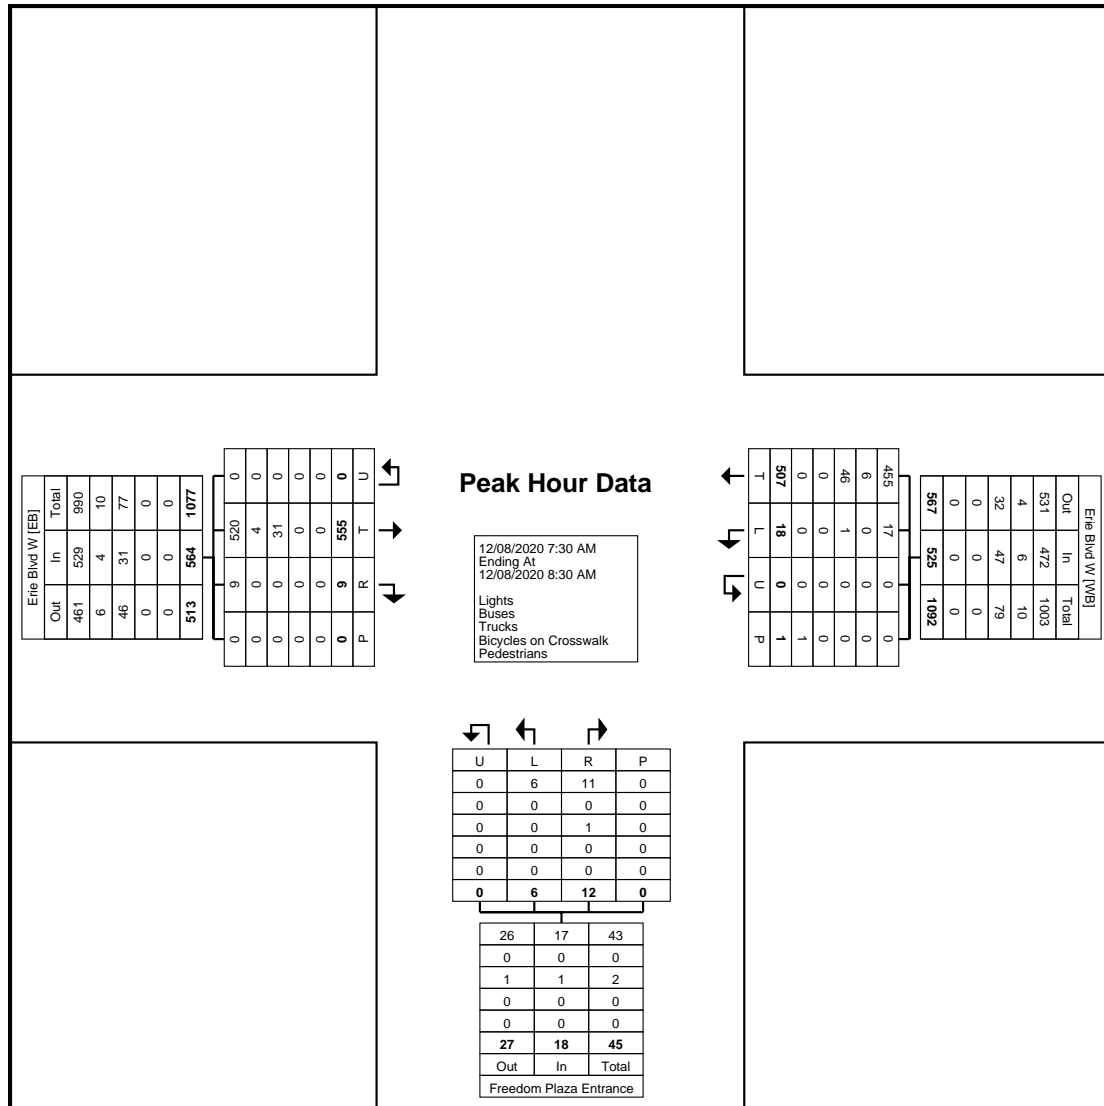 Peak Hour Data
12/08/2020 7:30 AM
Ending At
12/08/2020 8:30 AM
Lights
Buses
Trucks
Bicycles on Crosswalk
Pedestrians
U T R P
0 555 9 0
0 0 0 0
0 0 0 0
0 31 0 0
0 4 0 0
0 520 9 0
1077 564 513
0 0 0
0 0 0
77 31 46
10 4 6
990 529 461
Total In Out
Erie Blvd W [EB]
Erie Blvd W [WB]
Out In Total
531 472 1003
4 6 10
32 47 79
0 0 0
0 0 0
567 525 1092
455 17 0 0
6 0 0 0
46 1 0 0
0 0 0 0
0 0 0 1
507 18 0 1
T L U P
U L R P
0 6 11 0
0 0 0 0
0 0 1 0
0 0 0 0
0 0 0 0
0 6 12 0
26 17 43
0 0 0
1 1 2
0 0 0
0 0 0
27 18 45
Out In Total
Freedom Plaza Entrance